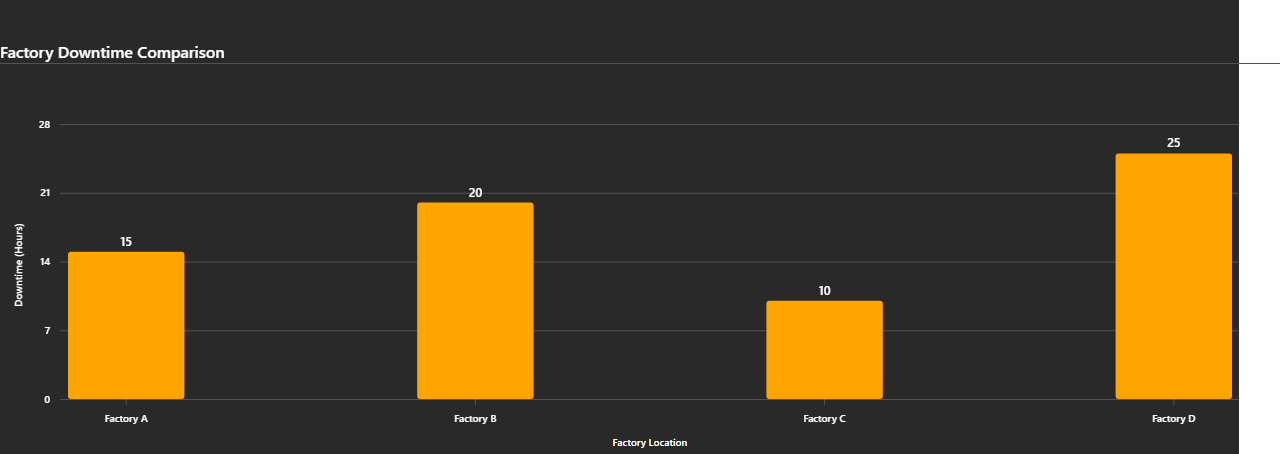 Factory Downtime Comparison
28
21
14
7
0
Downtime (Hours)
15
20
10
25
Factory A
Factory B
Factory C
Factory D
Factory Location